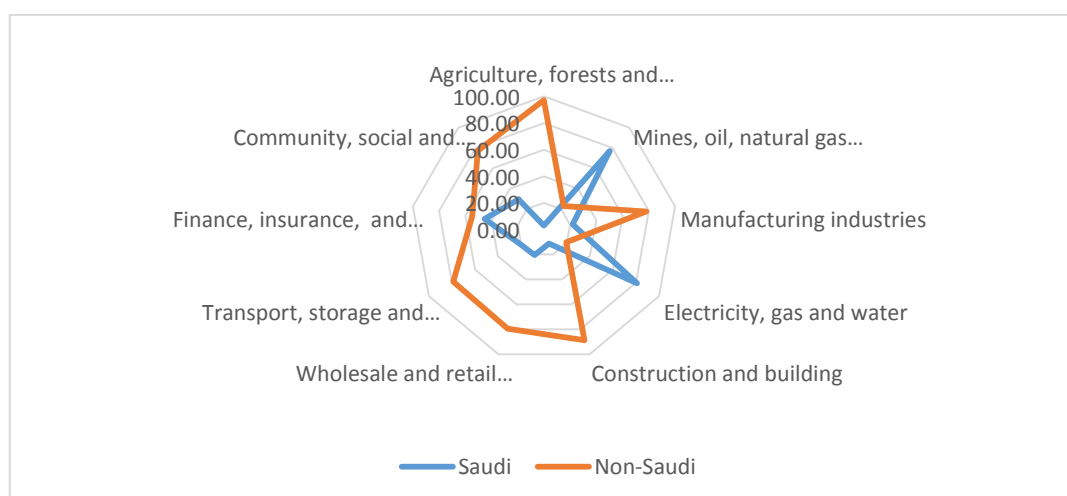 Agriculture, forests and...
100.00
80.00
60.00
40.00
20.00
0.00
Mines, oil, natural gas...
Manufacturing industries
Electricity, gas and water
Construction and building
Wholesale and retail...
Transport, storage and...
Finance, insurance,  and...
Community, social and...
Saudi
Non-Saudi